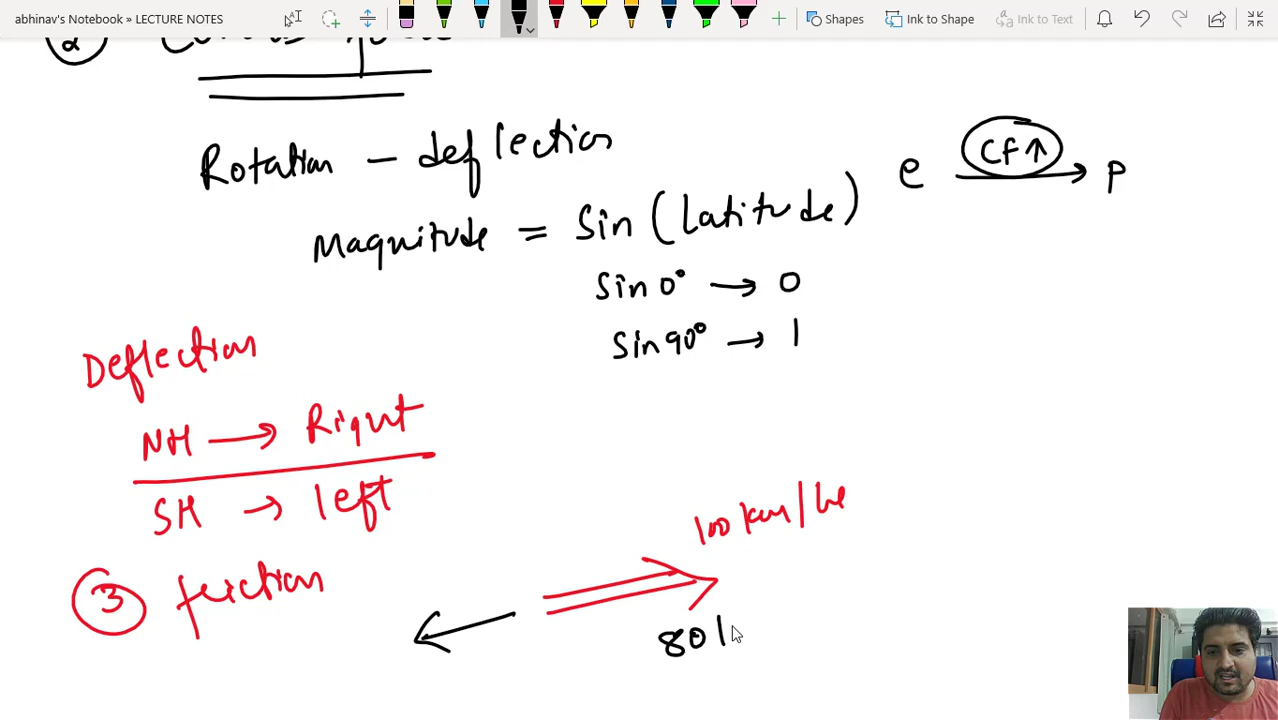 abhinav's Notebook » LECTURE NOTES
Shapes
Ink to Shape
Ink to Text
2
Rotation – deflection
e CF↑ → P
Magnitude = Sin (latitude)
Sin 0° → 0
Sin 90° → 1
Deflection
NH → Right
SH → left
100 km/hr
③ friction
80